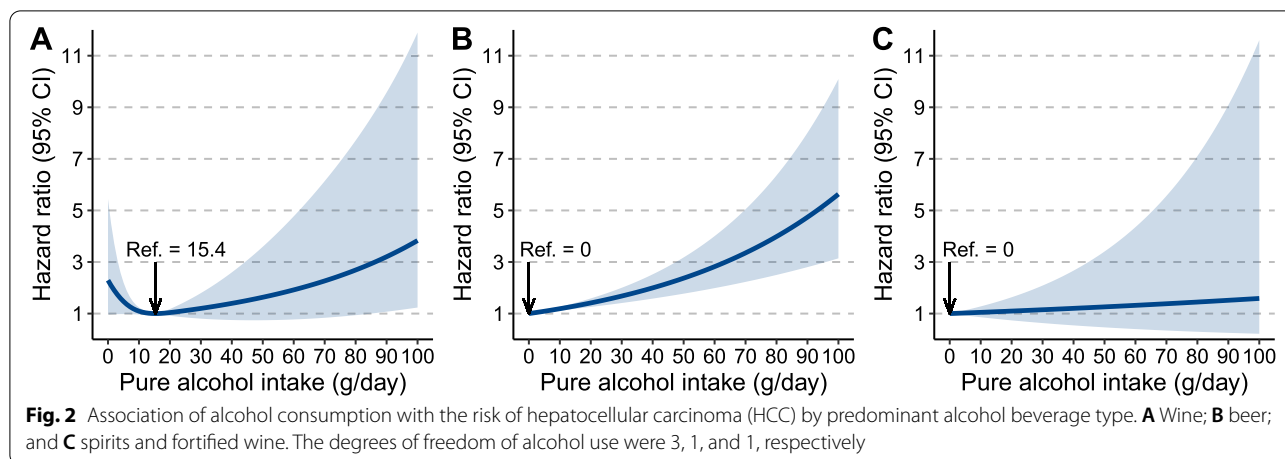 A
Hazard ratio (95% CI)
11
9
7
5
3
1
Ref. = 15.4
0 10 20 30 40 50 60 70 80 90 100
Pure alcohol intake (g/day)
B
Hazard ratio (95% CI)
11
9
7
5
3
1
Ref. = 0
0 10 20 30 40 50 60 70 80 90 100
Pure alcohol intake (g/day)
C
Hazard ratio (95% CI)
11
9
7
5
3
1
Ref. = 0
0 10 20 30 40 50 60 70 80 90 100
Pure alcohol intake (g/day)
Fig. 2 Association of alcohol consumption with the risk of hepatocellular carcinoma (HCC) by predominant alcohol beverage type. A Wine; B beer;
and C spirits and fortified wine. The degrees of freedom of alcohol use were 3, 1, and 1, respectively